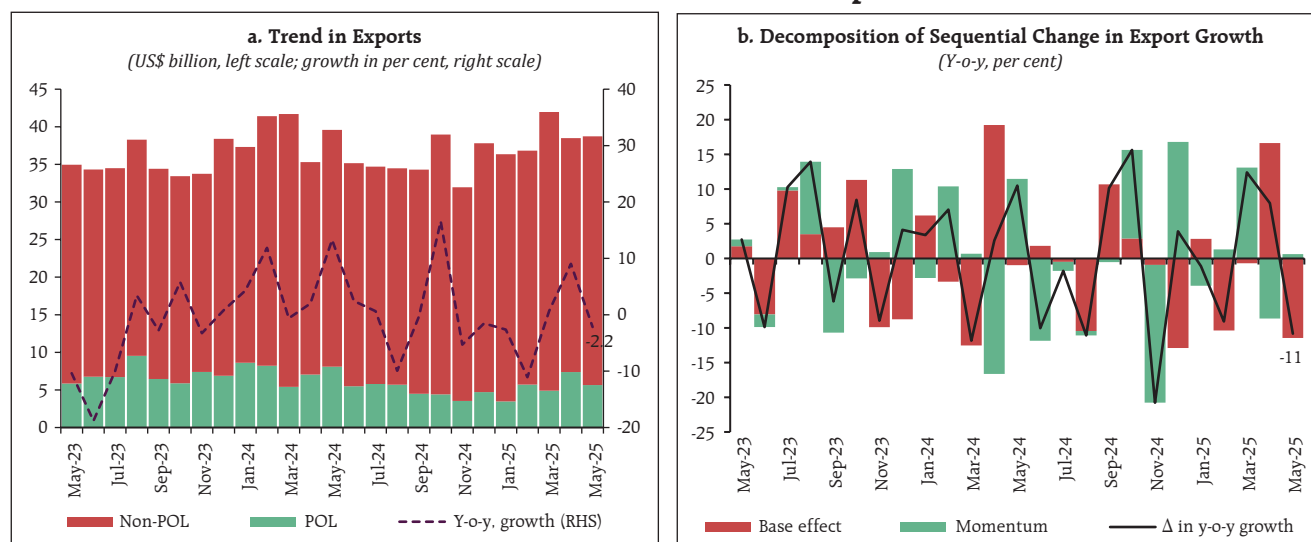 a. Trend in Exports
(US$ billion, left scale; growth in per cent, right scale)
45
40
35
30
25
20
15
10
5
0
40
30
20
10
0
-10
-20
-2.2
May-23
Jul-23
Sep-23
Nov-23
Jan-24
Mar-24
May-24
Jul-24
Sep-24
Nov-24
Jan-25
Mar-25
May-25
Non-POL
POL
Y-o-y, growth (RHS)
b. Decomposition of Sequential Change in Export Growth
(Y-o-y, per cent)
25
20
15
10
5
0
-5
-10
-15
-20
-25
-11
May-23
Jul-23
Sep-23
Nov-23
Jan-24
Mar-24
May-24
Jul-24
Sep-24
Nov-24
Jan-25
Mar-25
May-25
Base effect
Momentum
Δ in y-o-y growth